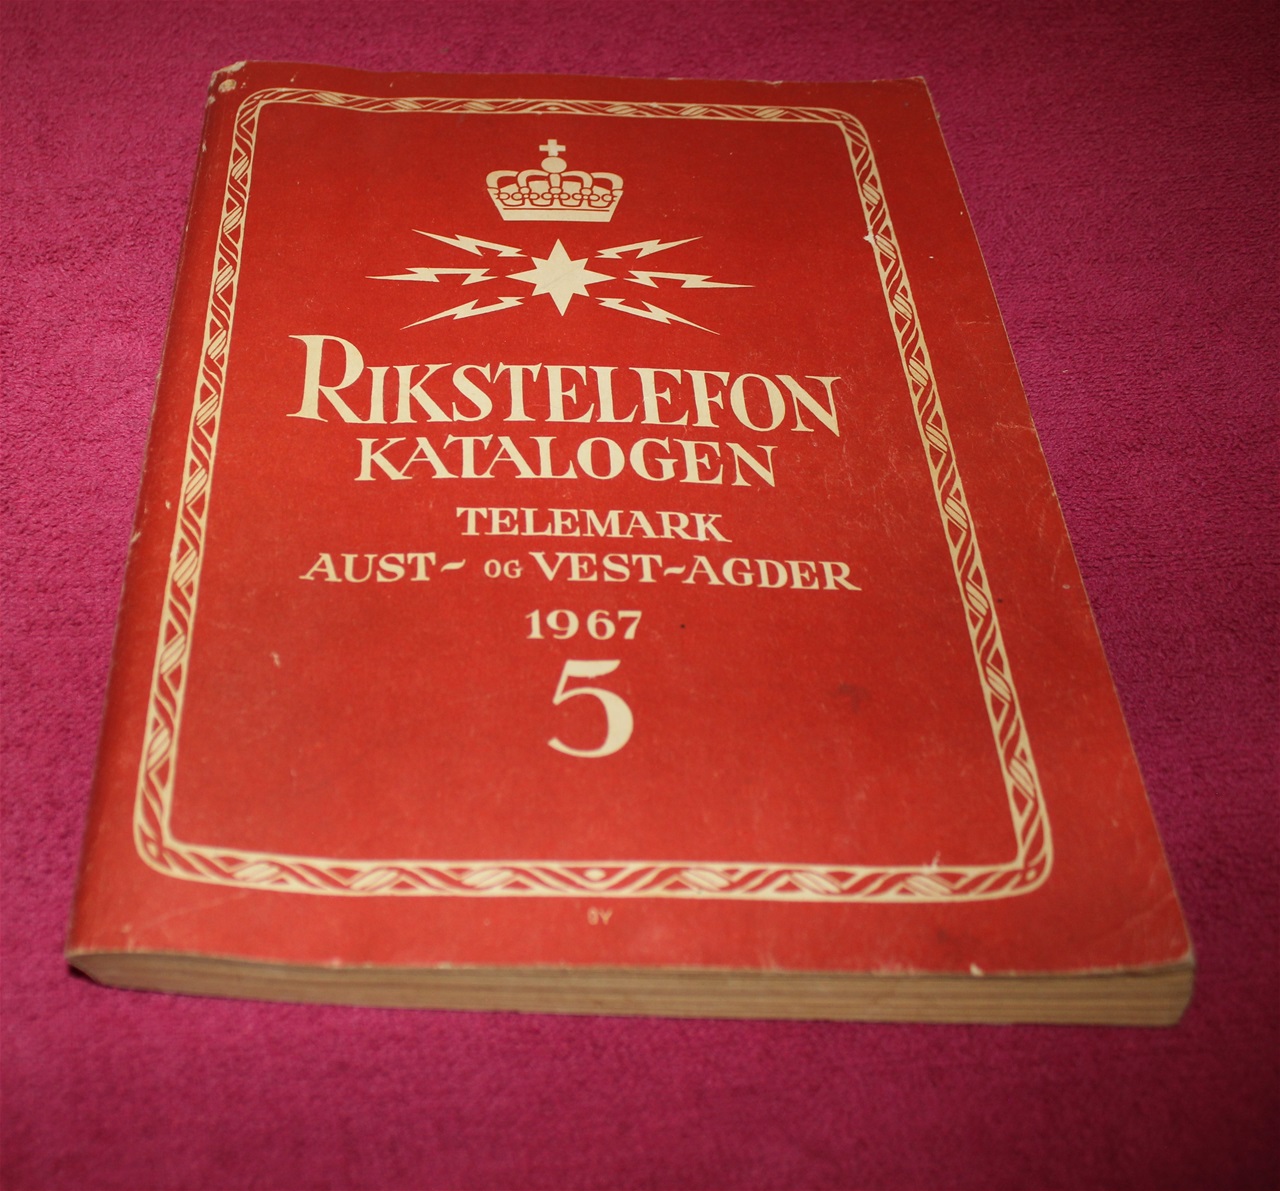 RIKSTELEFON
KATALOGEN
TELEMARK
AUST- OG VEST-AGDER
1967
5